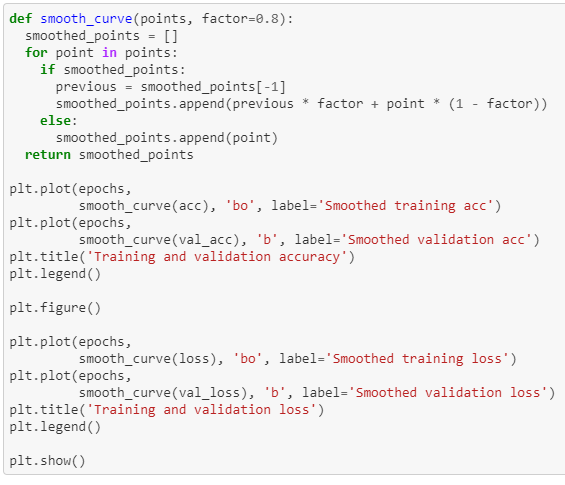 def smooth_curve(points, factor=0.8):
  smoothed_points = []
  for point in points:
    if smoothed_points:
      previous = smoothed_points[-1]
      smoothed_points.append(previous * factor + point * (1 - factor))
    else:
      smoothed_points.append(point)
  return smoothed_points

plt.plot(epochs,
         smooth_curve(acc), 'bo', label='Smoothed training acc')
plt.plot(epochs,
         smooth_curve(val_acc), 'b', label='Smoothed validation acc')
plt.title('Training and validation accuracy')
plt.legend()

plt.figure()

plt.plot(epochs,
         smooth_curve(loss), 'bo', label='Smoothed training loss')
plt.plot(epochs,
         smooth_curve(val_loss), 'b', label='Smoothed validation loss')
plt.title('Training and validation loss')
plt.legend()

plt.show()